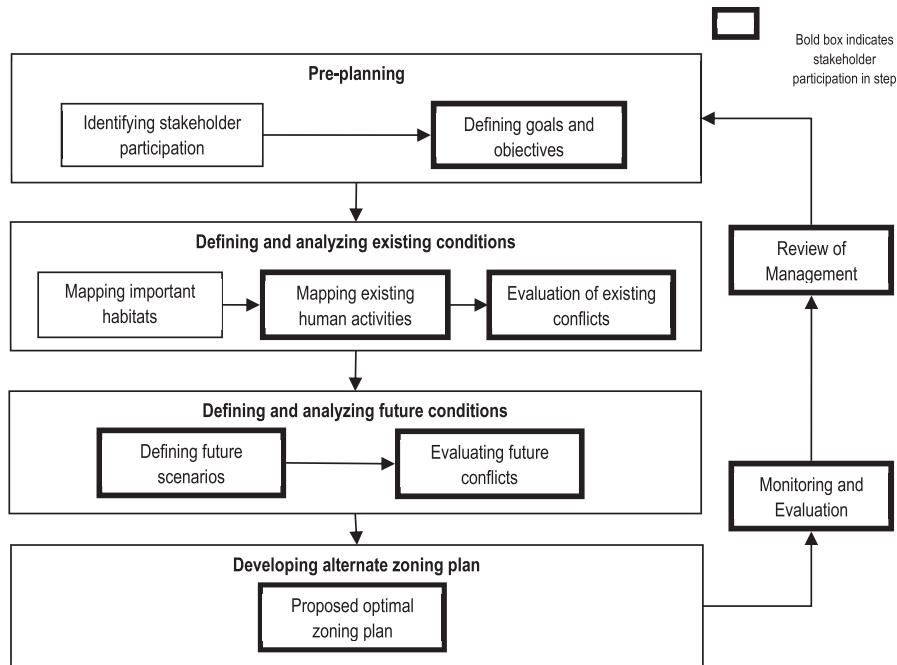 Bold box indicates
stakeholder
participation in step
Pre-planning
Identifying stakeholder
participation
Defining goals and
objectives
Defining and analyzing existing conditions
Mapping important
habitats
Mapping existing
human activities
Evaluation of existing
conflicts
Defining and analyzing future conditions
Defining future
scenarios
Evaluating future
conflicts
Developing alternate zoning plan
Proposed optimal
zoning plan
Monitoring and
Evaluation
Review of
Management